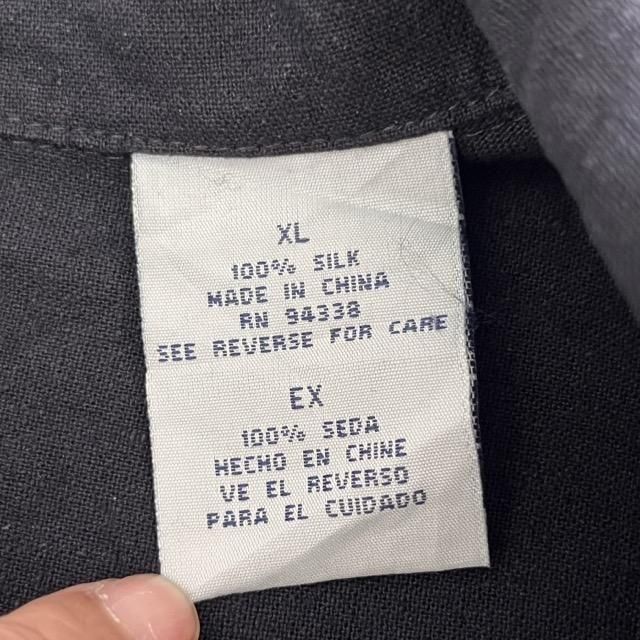 XL
100% SILK
MADE IN CHINA
RN 94338
SEE REVERSE FOR CARE
EX
100% SEDA
HECHO EN CHINE
VE EL REVERSO
PARA EL CUIDADO